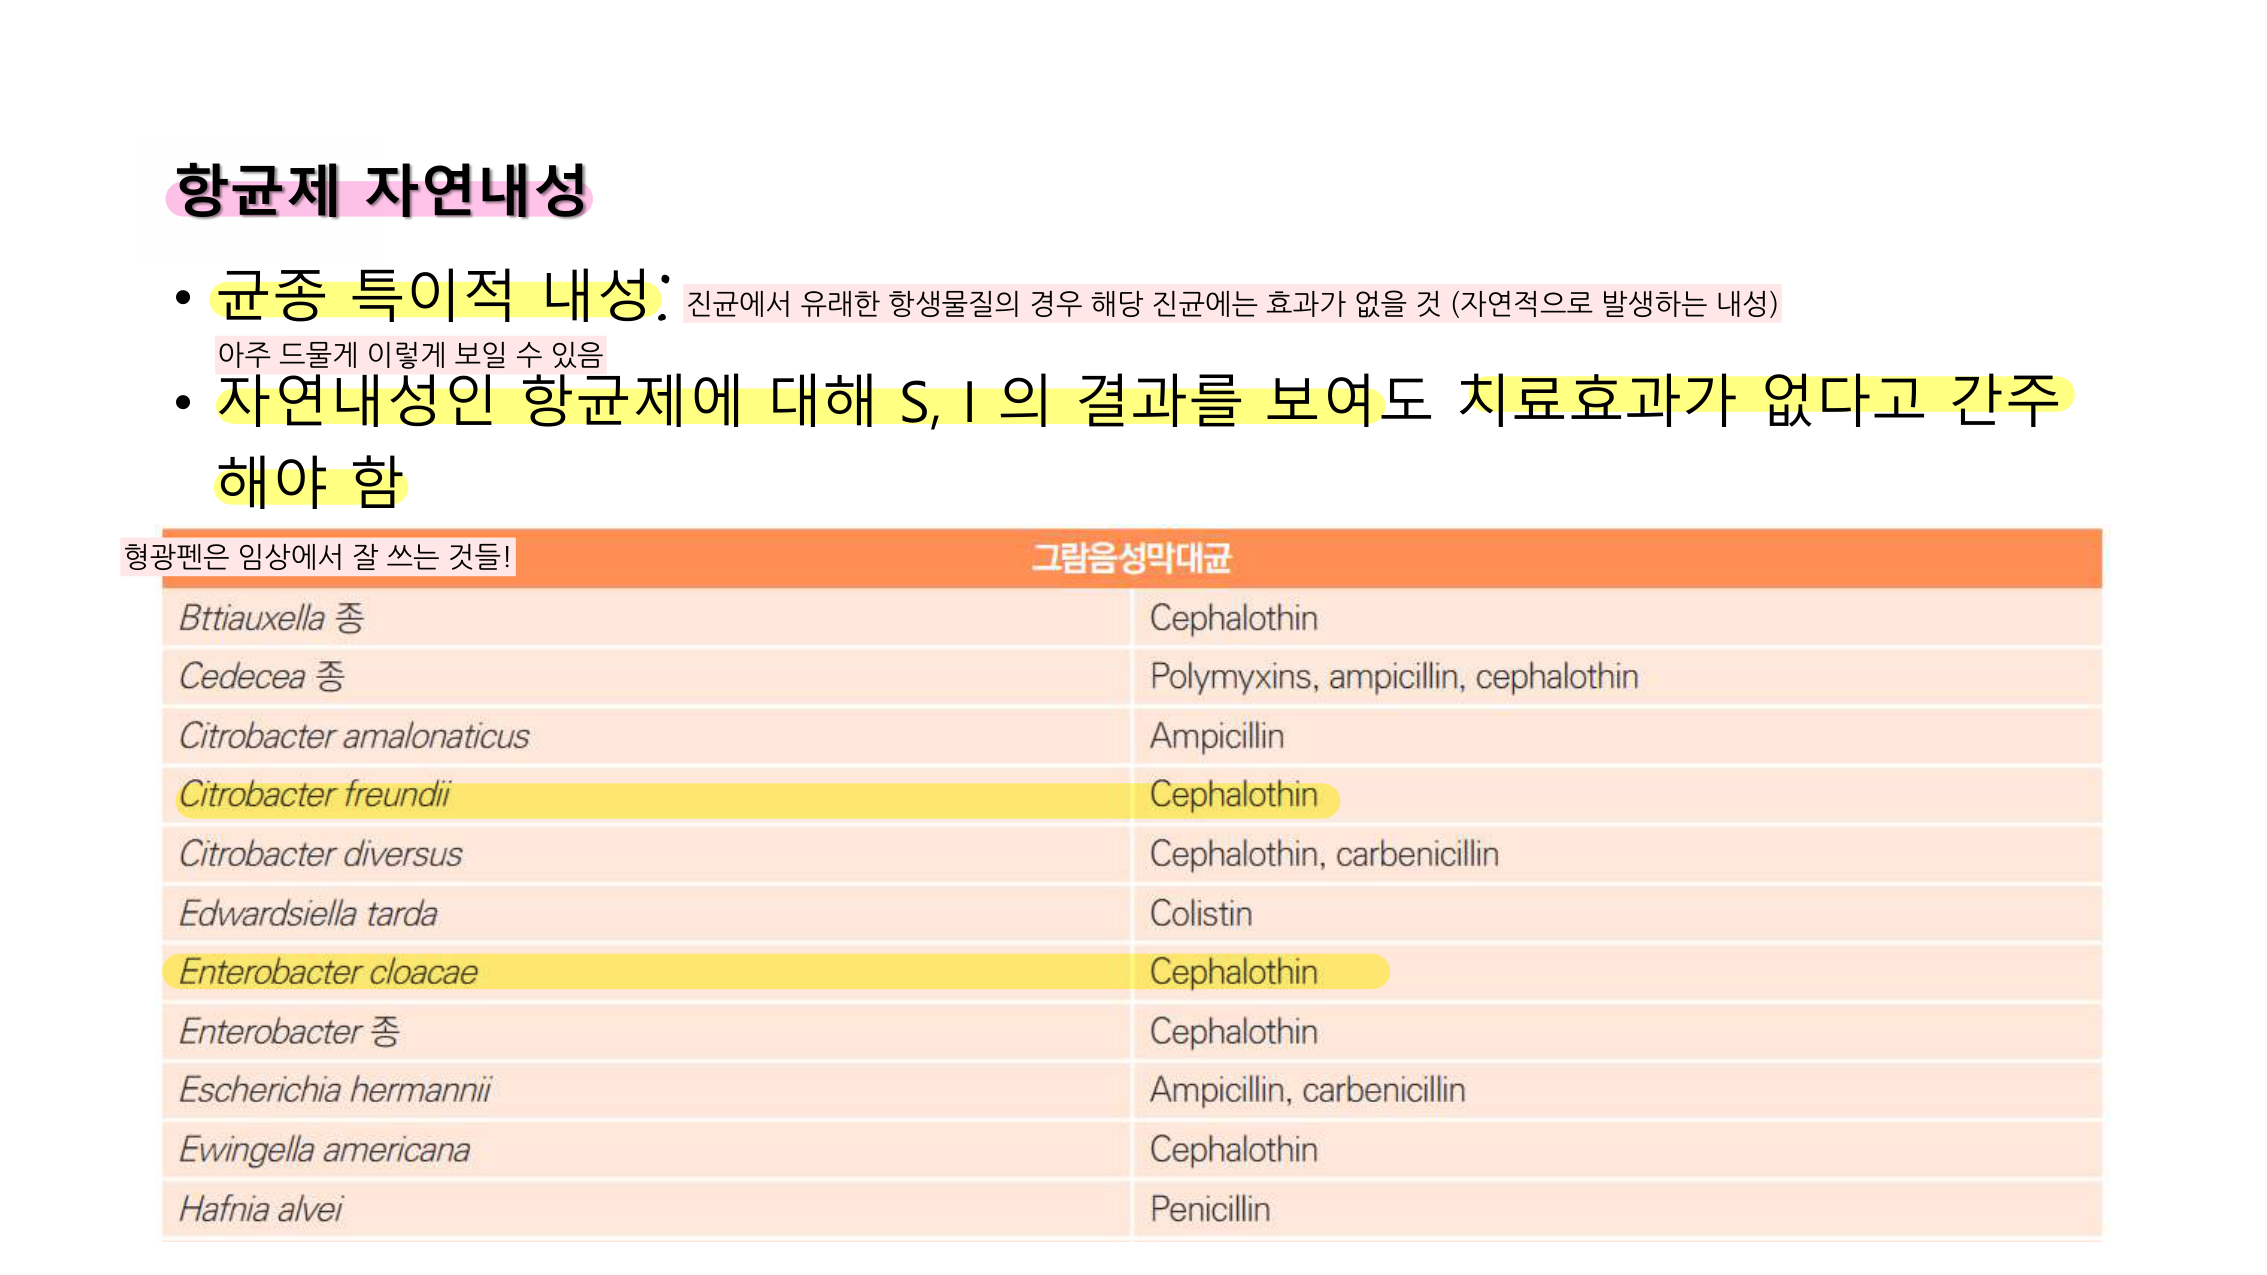 항균제 자연내성
• 균종 특이적 내성: 진균에서 유래한 항생물질의 경우 해당 진균에는 효과가 없을 것 (자연적으로 발생하는 내성)
아주 드물게 이렇게 보일 수 있음
• 자연내성인 항균제에 대해 S, I 의 결과를 보여도 치료효과가 없다고 간주
해야 함
형광펜은 임상에서 잘 쓰는 것들!
그람음성막대균
Bttiauxella 종 Cephalothin
Cedecea 종 Polymyxins, ampicillin, cephalothin
Citrobacter amalonaticus Ampicillin
Citrobacter freundii Cephalothin
Citrobacter diversus Cephalothin, carbenicillin
Edwardsiella tarda Colistin
Enterobacter cloacae Cephalothin
Enterobacter 종 Cephalothin
Escherichia hermannii Ampicillin, carbenicillin
Ewingella americana Cephalothin
Hafnia alvei Penicillin